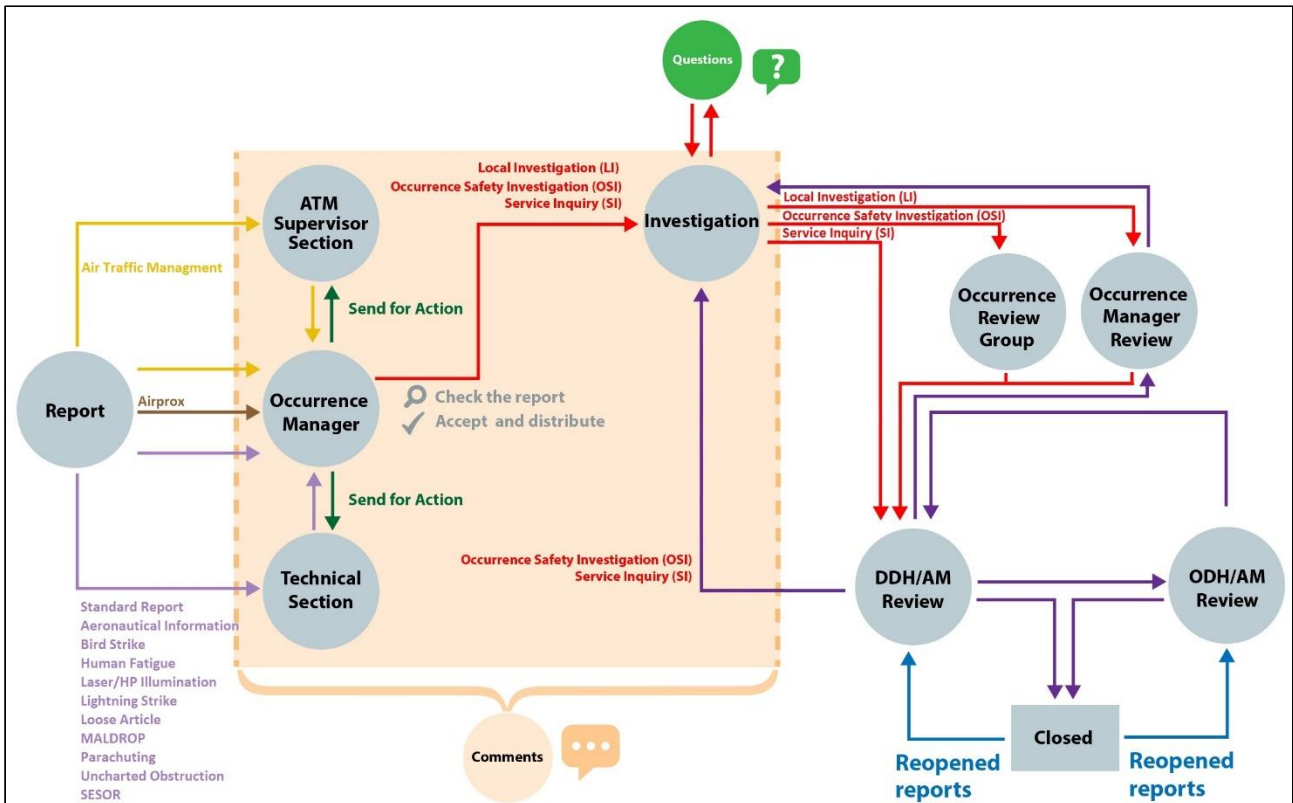 Questions
?
Local Investigation (LI)
Occurrence Safety Investigation (OSI)
Service Inquiry (SI)
ATM
Supervisor
Section
Investigation
Local Investigation (LI)
Occurrence Safety Investigation (OSI)
Service Inquiry (SI)
Air Traffic Managment
Send for Action
Occurrence
Review
Group
Occurrence
Manager
Review
Report
Airprox
Occurrence
Manager
Check the report
Accept and distribute
Send for Action
Technical
Section
Occurrence Safety Investigation (OSI)
Service Inquiry (SI)
DDH/AM
Review
ODH/AM
Review
Standard Report
Aeronautical Information
Bird Strike
Human Fatigue
Laser/HP Illumination
Lightning Strike
Loose Article
MALDROP
Parachuting
Uncharted Obstruction
SESOR
Comments
Closed
Reopened
reports
Reopened
reports